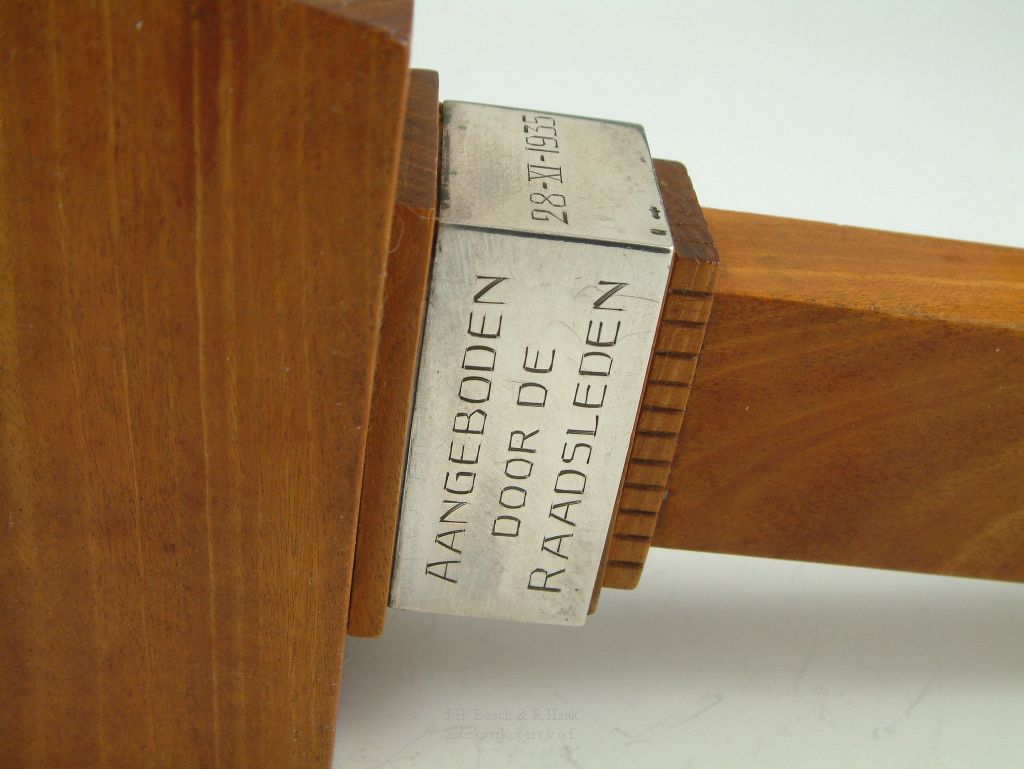 28-XI-1935
AANGEBODEN
DOOR DE
RAADSLEDEN
J.H. Bosch & R.Haak
antiekverkopers v.o.f.